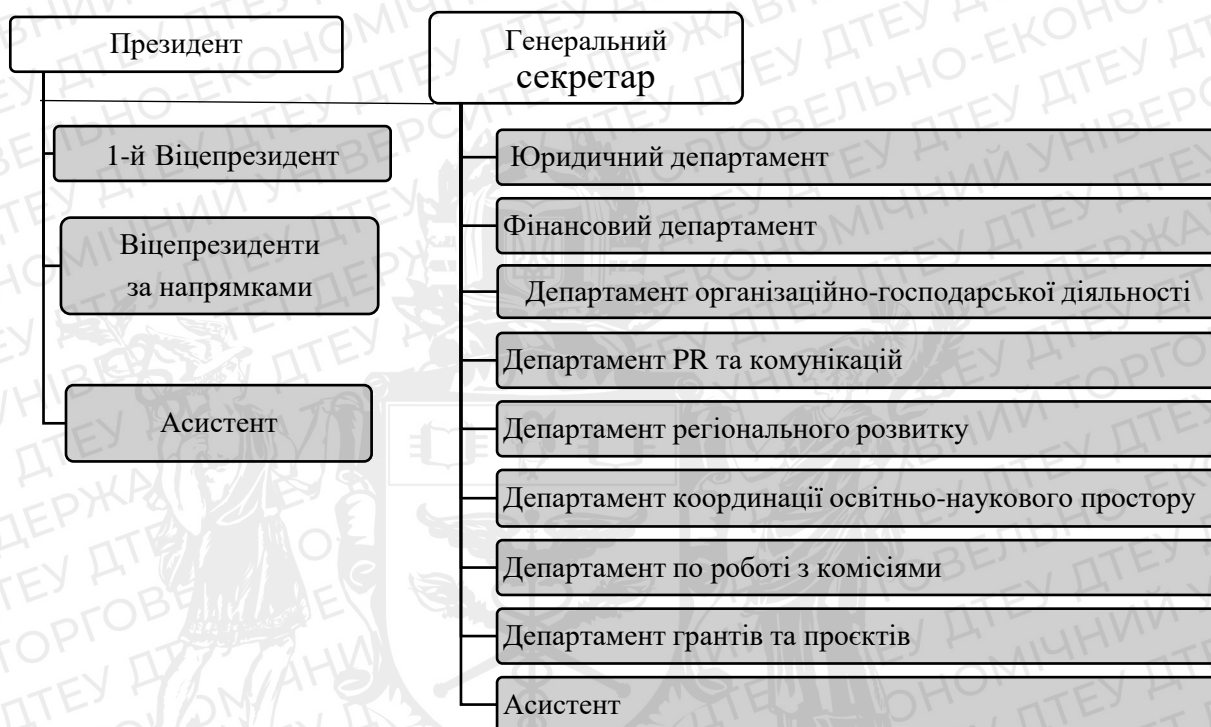 Президент
1-й Віцепрезидент
Віцепрезиденти
за напрямками
Асистент
Генеральний
секретар
Юридичний департамент
Фінансовий департамент
Департамент організаційно-господарської діяльності
Департамент PR та комунікацій
Департамент регіонального розвитку
Департамент координації освітньо-наукового простору
Департамент по роботі з комісіями
Департамент грантів та проєктів
Асистент